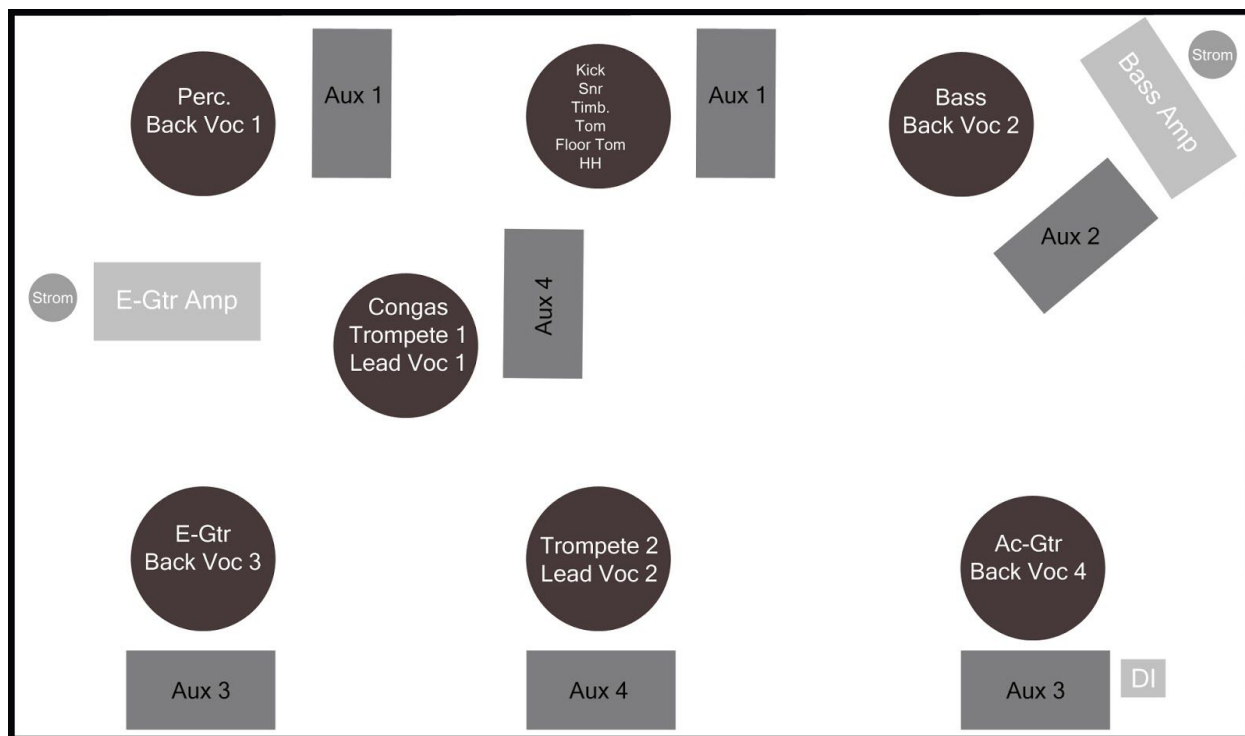 Perc.
Back Voc 1
Aux 1
Kick
Snr
Timb.
Tom
Floor Tom
HH
Aux 1
Bass
Back Voc 2
Bass Amp
Strom
Aux 2
Strom
E-Gtr Amp
Congas
Trompete 1
Lead Voc 1
Aux 4
E-Gtr
Back Voc 3
Trompete 2
Lead Voc 2
Ac-Gtr
Back Voc 4
Aux 3
Aux 4
Aux 3
DI